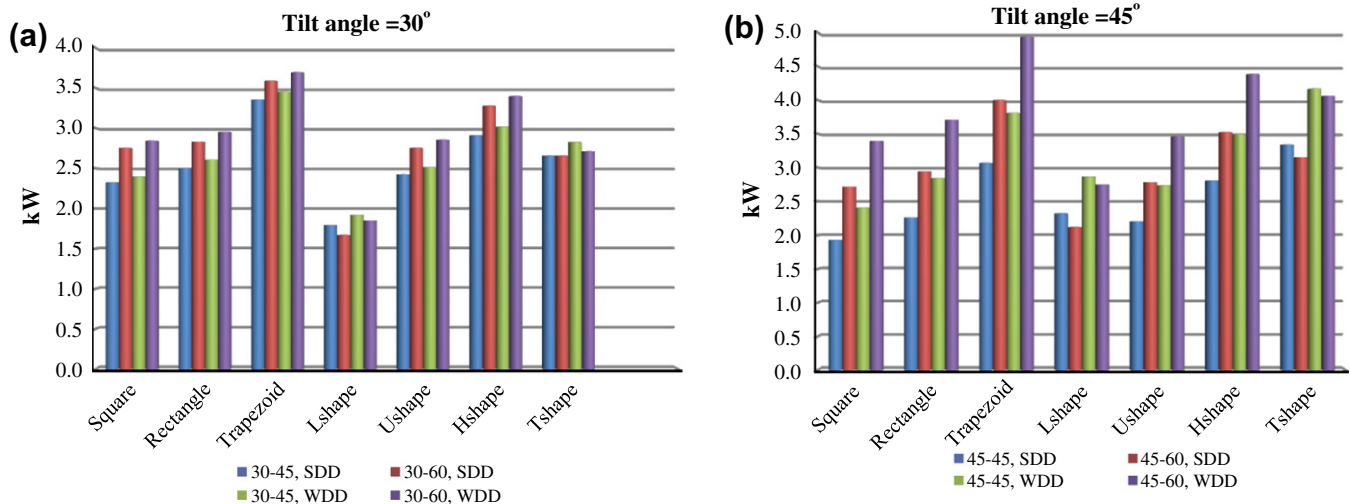 (a)
Tilt angle =30°
kW
4.0
3.5
3.0
2.5
2.0
1.5
1.0
0.5
0.0
Square
Rectangle
Trapezoid
Lshape
Ushape
Hshape
Tshape
30-45, SDD
30-60, SDD
30-45, WDD
30-60, WDD
(b)
Tilt angle =45°
kW
5.0
4.5
4.0
3.5
3.0
2.5
2.0
1.5
1.0
0.5
0.0
Square
Rectangle
Trapezoid
Lshape
Ushape
Hshape
Tshape
45-45, SDD
45-60, SDD
45-45, WDD
45-60, WDD